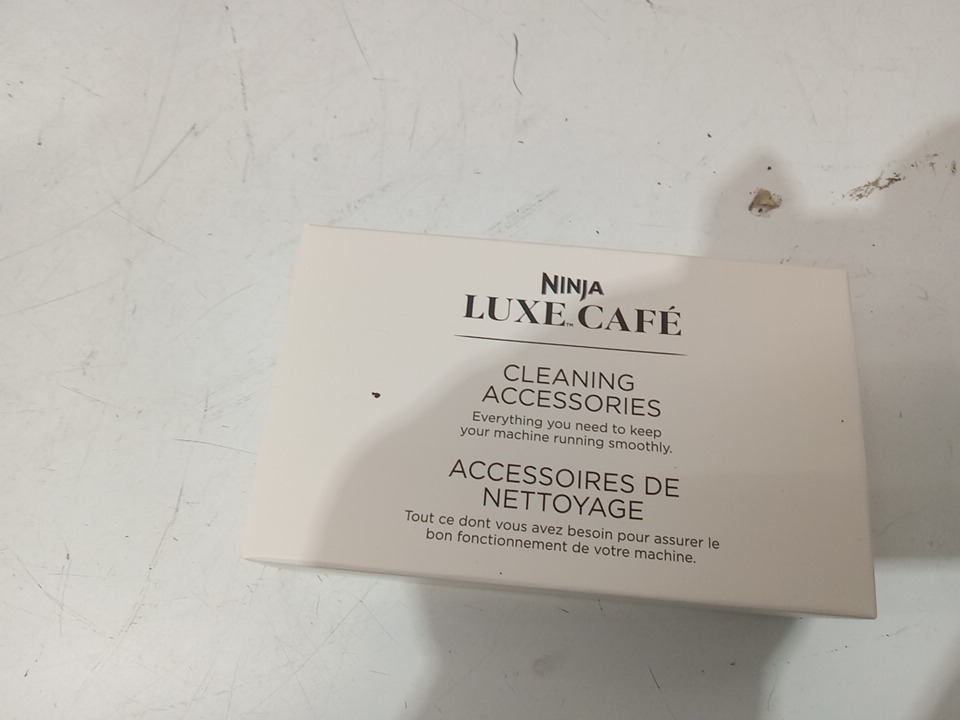 NINJA
LUXE™ CAFÉ
CLEANING
ACCESSORIES
Everything you need to keep
your machine running smoothly.
ACCESSOIRES DE
NETTOYAGE
Tout ce dont vous avez besoin pour assurer le
bon fonctionnement de votre machine.